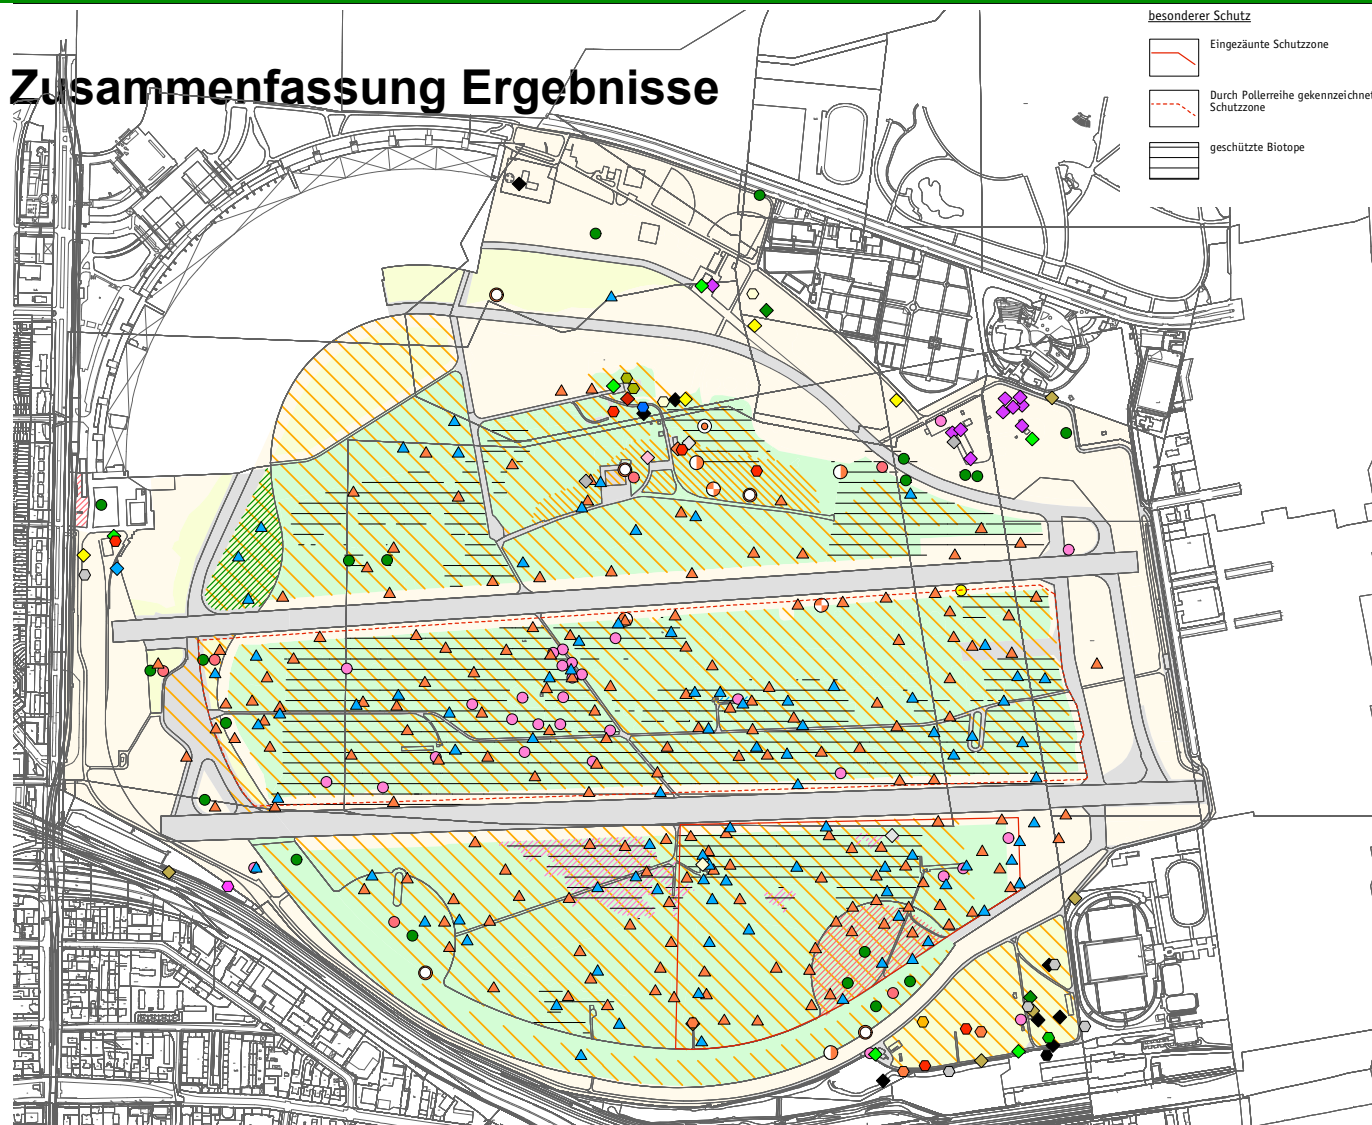 besonderer Schutz
Eingezäunte Schutzzone
Zusammenfassung Ergebnisse
Durch Pollerreihe gekennzeichnet
Schutzzone
geschützte Biotope